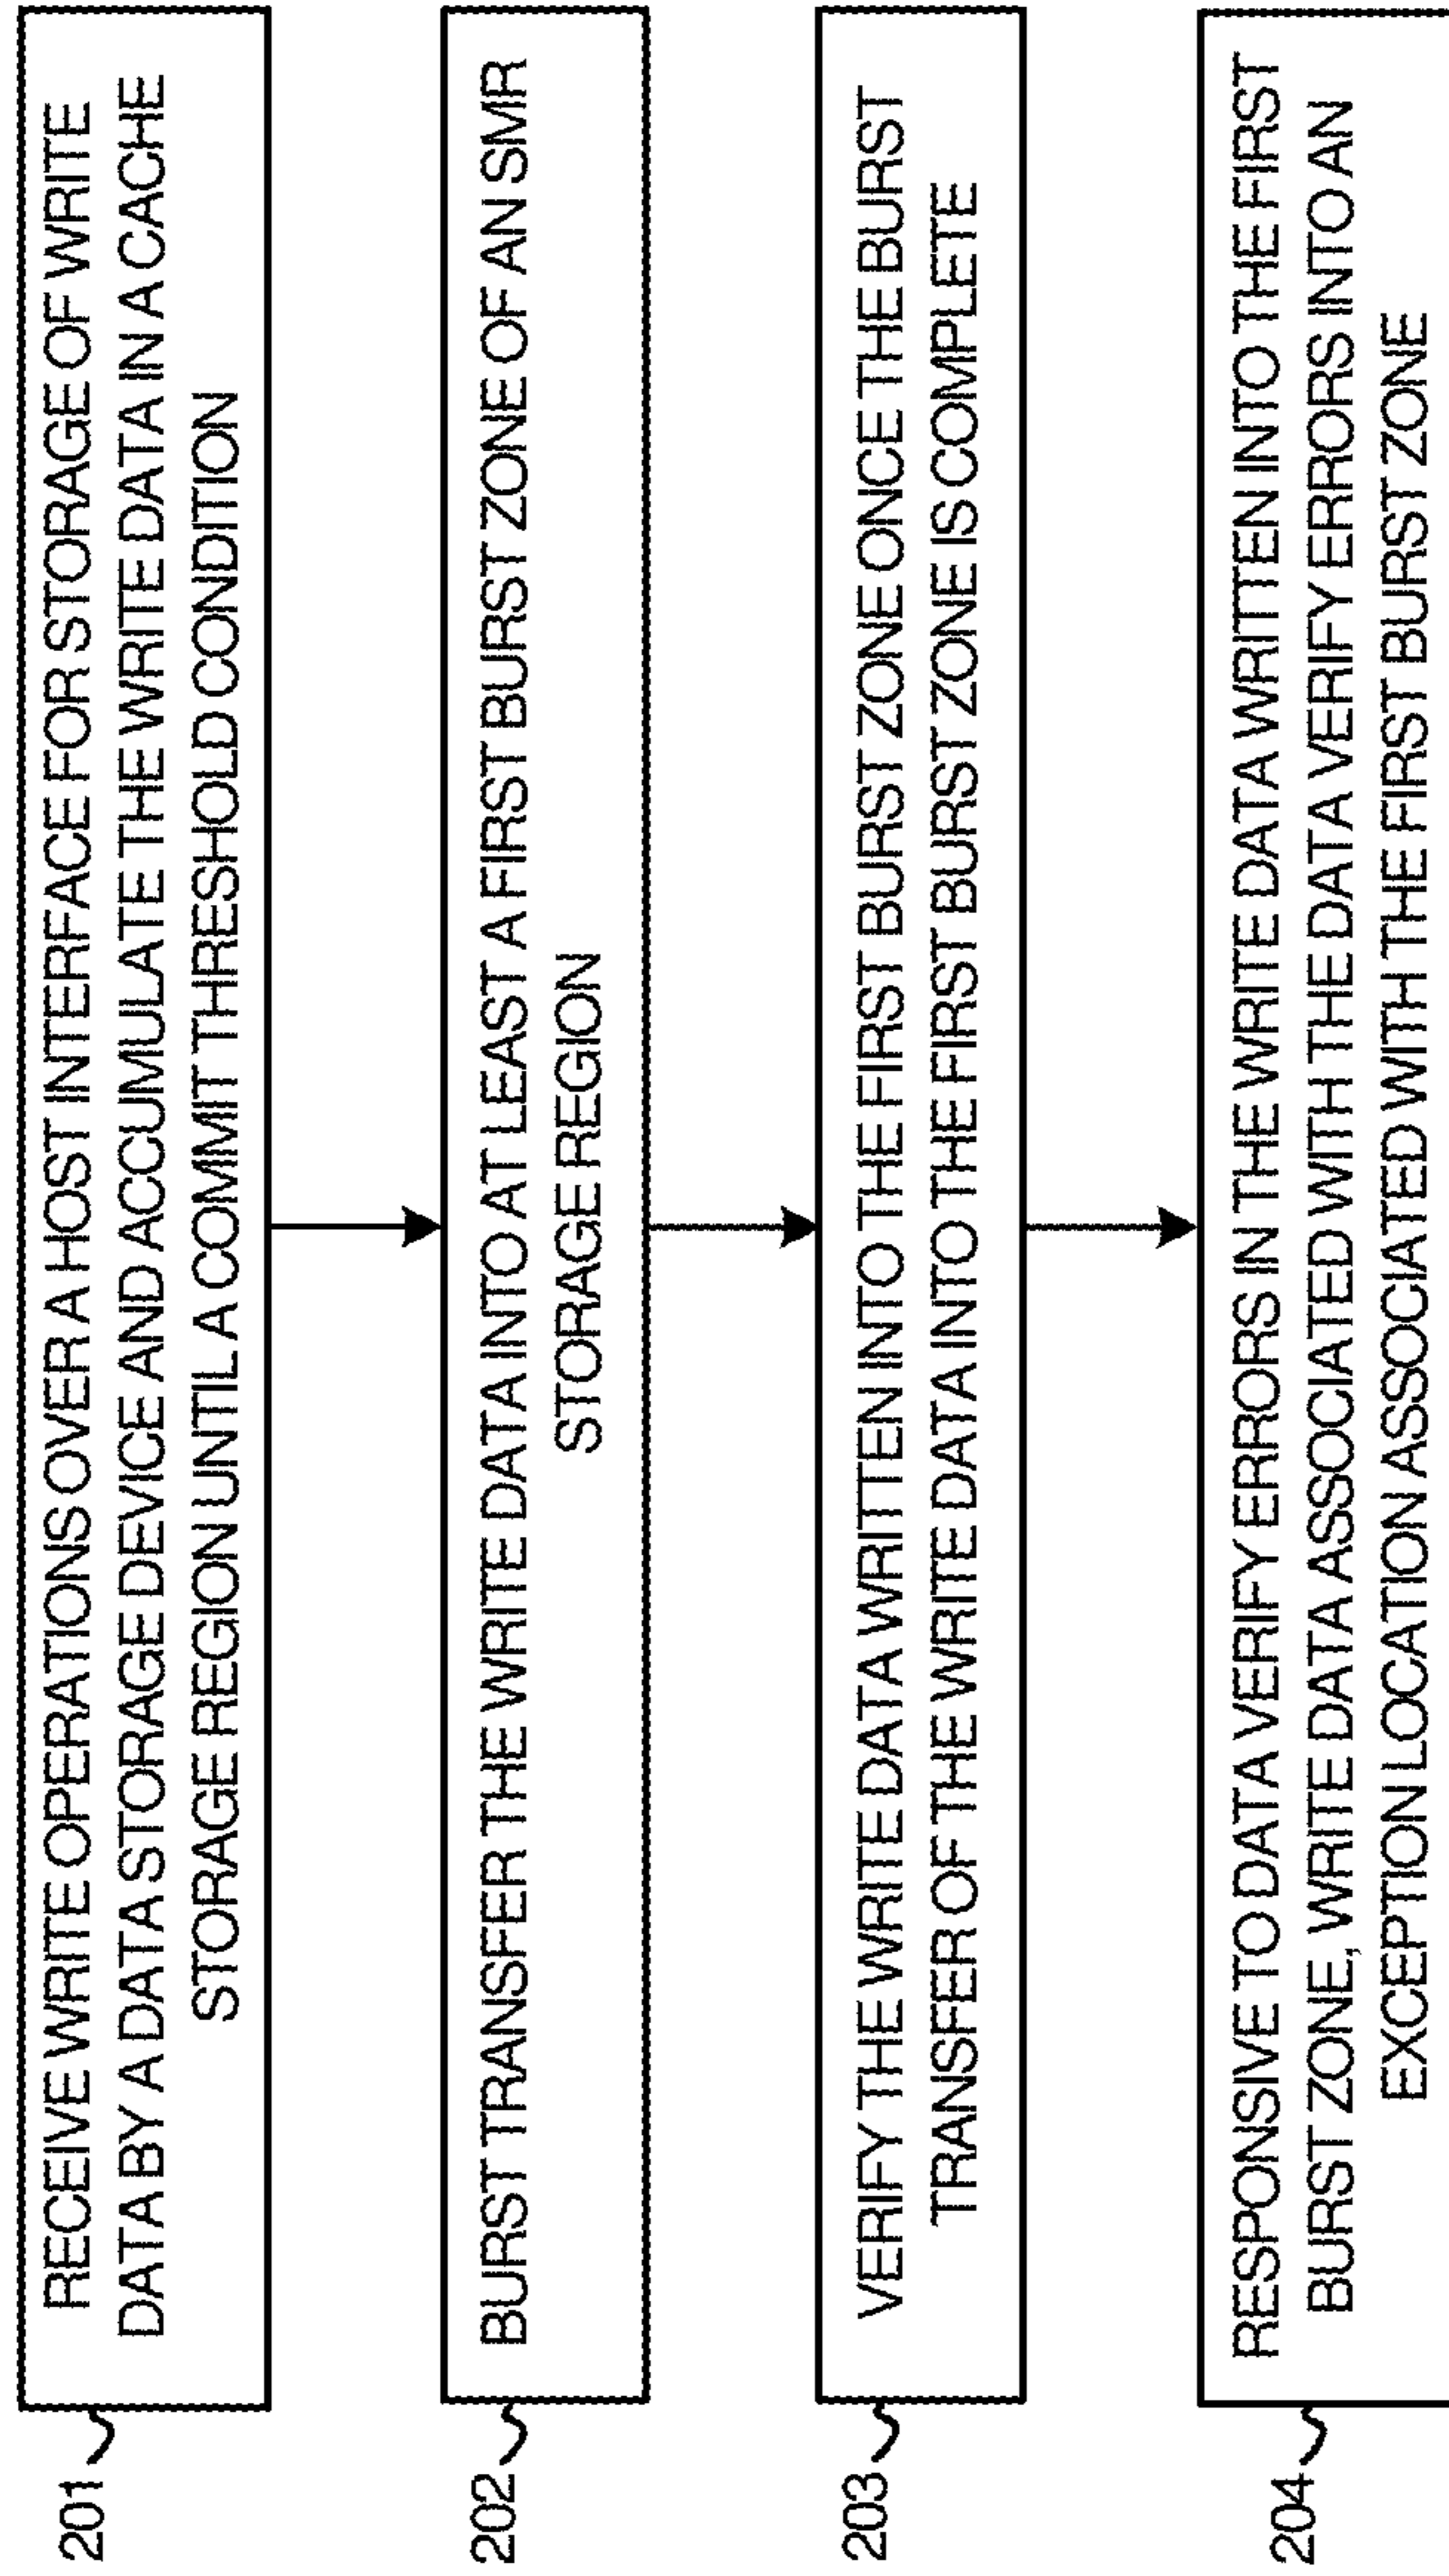 201
RECEIVE WRITE OPERATIONS OVER A HOST INTERFACE FOR STORAGE OF WRITE
DATA BY A DATA STORAGE DEVICE AND ACCUMULATE THE WRITE DATA IN A CACHE
STORAGE REGION UNTIL A COMMIT THRESHOLD CONDITION
202
BURST TRANSFER THE WRITE DATA INTO AT LEAST A FIRST BURST ZONE OF AN SMR
STORAGE REGION
203
VERIFY THE WRITE DATA WRITTEN INTO THE FIRST BURST ZONE ONCE THE BURST
TRANSFER OF THE WRITE DATA INTO THE FIRST BURST ZONE IS COMPLETE
204
RESPONSIVE TO DATA VERIFY ERRORS IN THE WRITE DATA WRITTEN INTO THE FIRST
BURST ZONE, WRITE DATA ASSOCIATED WITH THE DATA VERIFY ERRORS INTO AN
EXCEPTION LOCATION ASSOCIATED WITH THE FIRST BURST ZONE